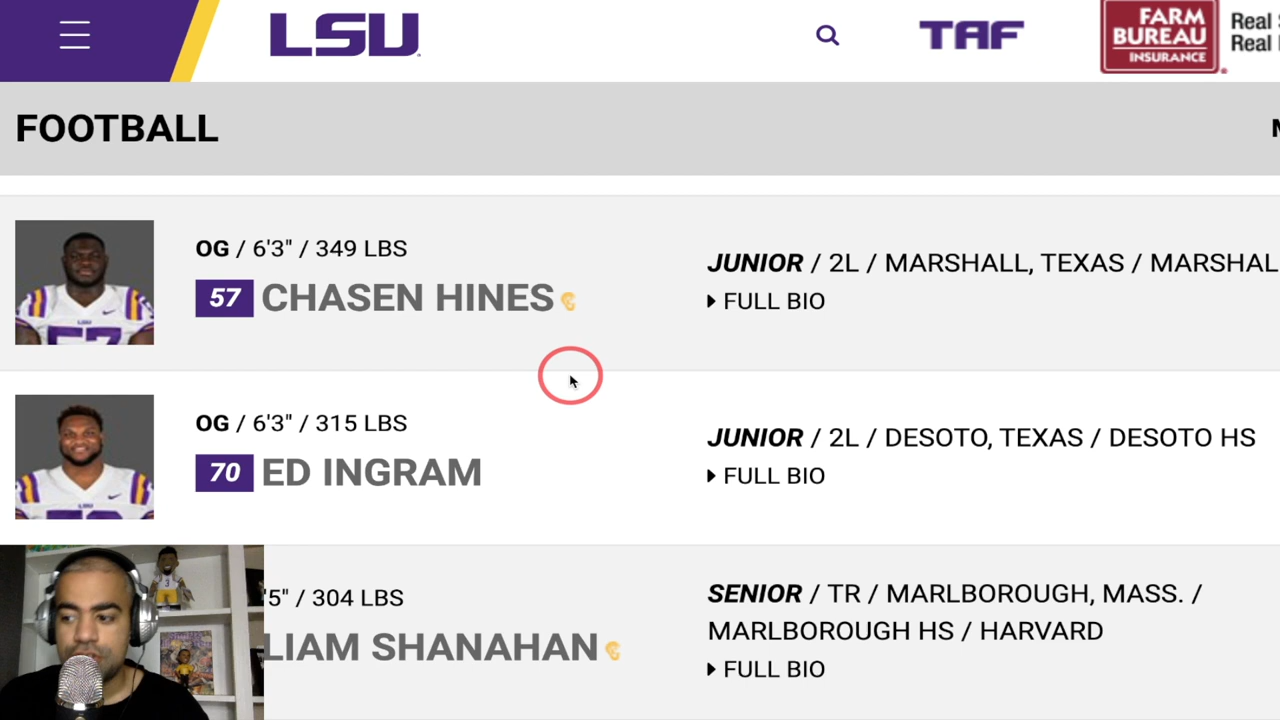 LSU
TAF
FARM
BUREAU
INSURANCE
Real
Real
FOOTBALL
OG / 6'3" / 349 LBS
57 CHASEN HINES
JUNIOR / 2L / MARSHALL, TEXAS / MARSHAL
FULL BIO
OG / 6'3" / 315 LBS
70 ED INGRAM
JUNIOR / 2L / DESOTO, TEXAS / DESOTO HS
FULL BIO
'5" / 304 LBS
LIAM SHANAHAN
SENIOR / TR / MARLBOROUGH, MASS. /
MARLBOROUGH HS / HARVARD
FULL BIO